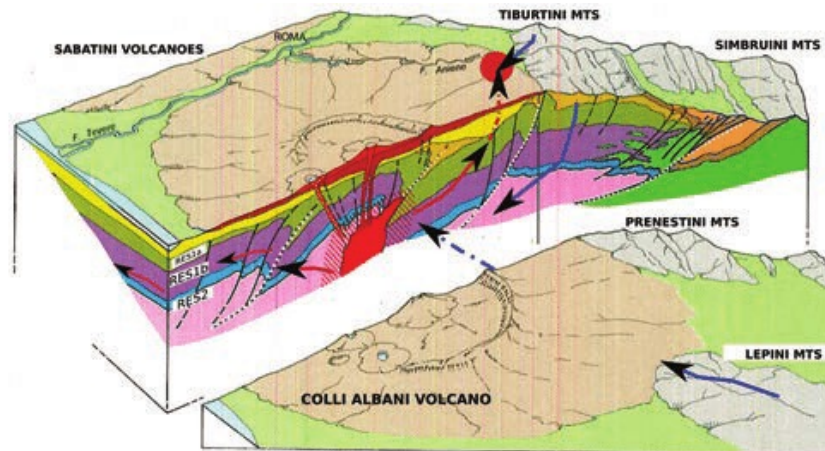 TIBURTINI MTS
SABATINI VOLCANOES
ROMA
SIMBRUINI MTS
F. Aniene
F. Tevere
PRENESTINI MTS
RES1a
RES1b
RES2
LEPINI MTS
COLLI ALBANI VOLCANO